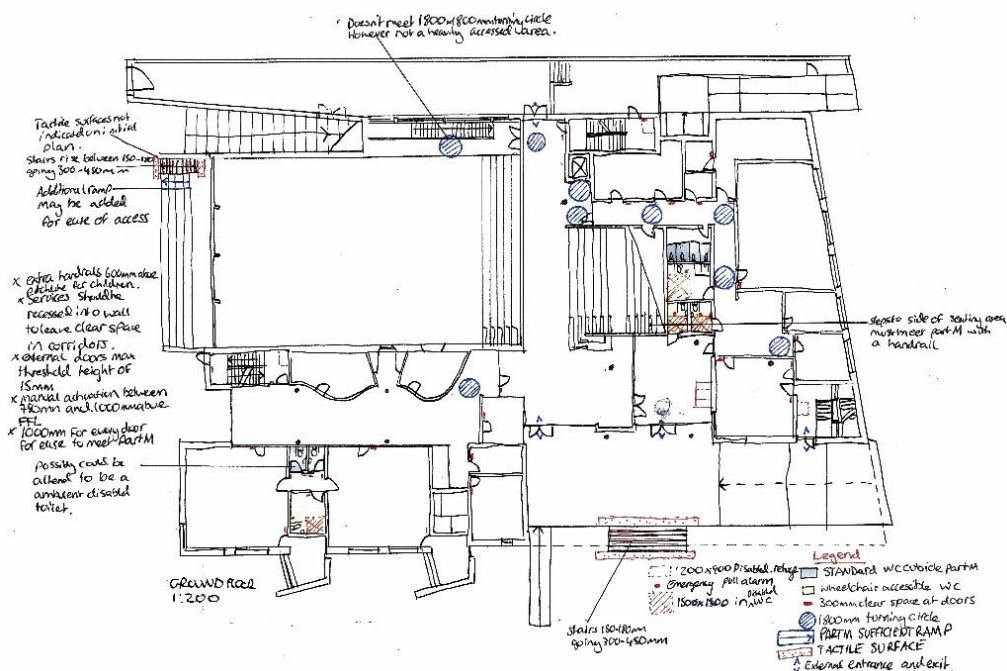 Doesn't meet 1800x1800mm turning circle
However not a heavily accessed area.
Tactile surfaces not
indicated on initial
plan.
stairs rise between 150-180
going 300-450mm
Additional ramp
may be added
for ease of access
x extra handrails 600mm above
for children.
x services should be
recessed into wall
to leave clear space
in corridors.
x external doors max
threshold height of
15mm
x manual activation between
750mm and 1000mm above
FFL
x 1000mm for every door
for ease to meet part M
possibly could be
altered to be a
ambulent disabled
toilet.
steps to side of seating area
must meet part M with
a handrail
GROUND FLOOR
1:200
stairs 150-180mm
going 300-450mm
1200x900 Disabled refuge
Emergency pull alarm
1500x1500 in Disabled WC
Legend
STANDARD WC CUBICLE PART M
wheelchair accessible WC
300mm clear space at doors
1800mm turning circle
PART M SUFFICIENT RAMP
TACTILE SURFACE
External entrance and exit.